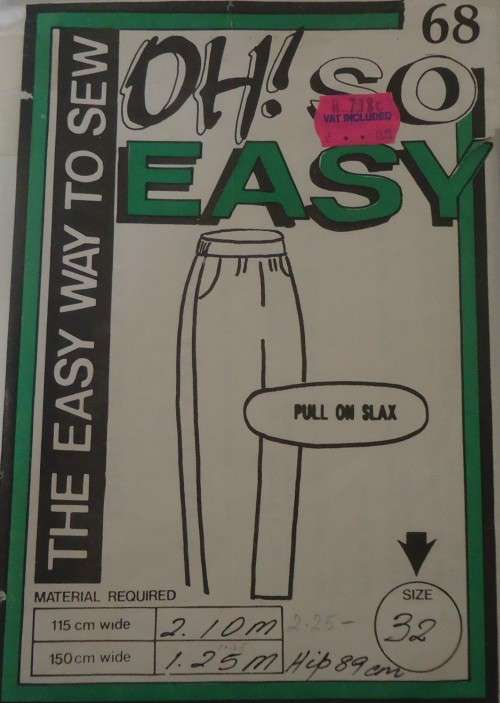 68
OH! SO
EASY
VAT. INCLUDED
THE EASY WAY TO SEW
PULL ON SLAX
MATERIAL REQUIRED
SIZE
115 cm wide 2.10m 2.25-
32
150 cm wide 1.25m Hip 89 cm